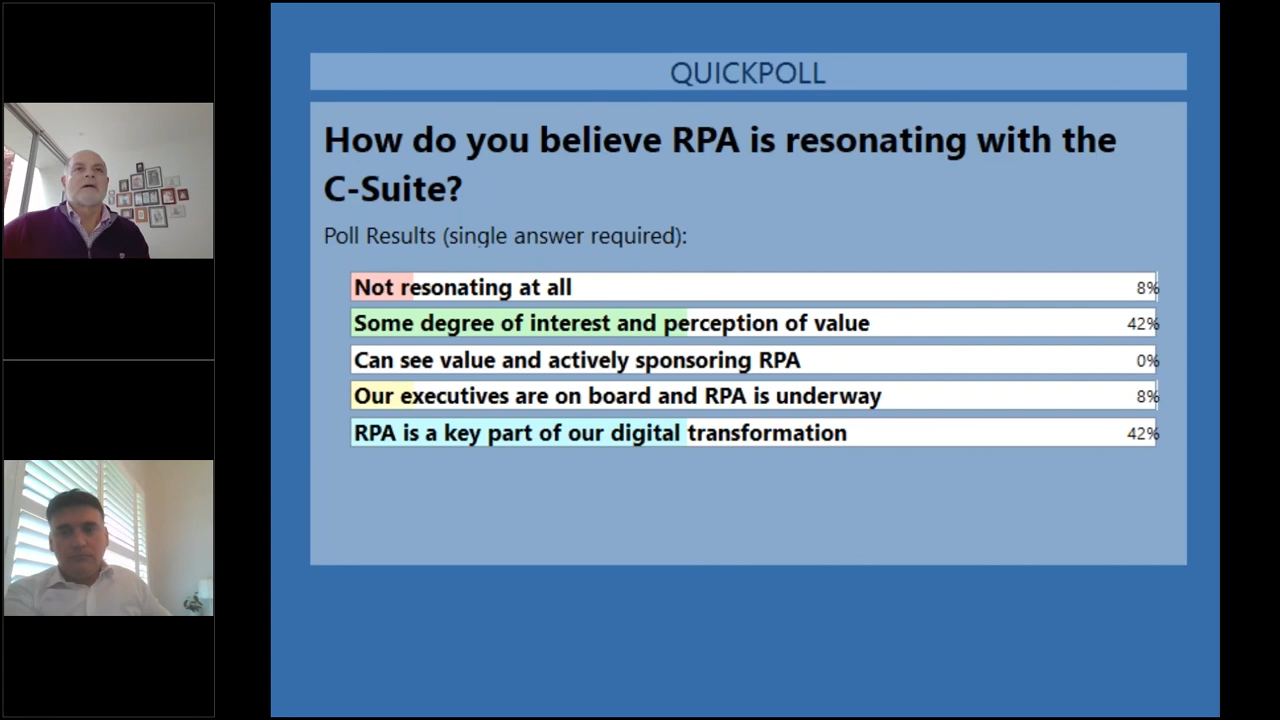 QUICKPOLL
How do you believe RPA is resonating with the
C-Suite?
Poll Results (single answer required):
Not resonating at all 8%
Some degree of interest and perception of value 42%
Can see value and actively sponsoring RPA 0%
Our executives are on board and RPA is underway 8%
RPA is a key part of our digital transformation 42%